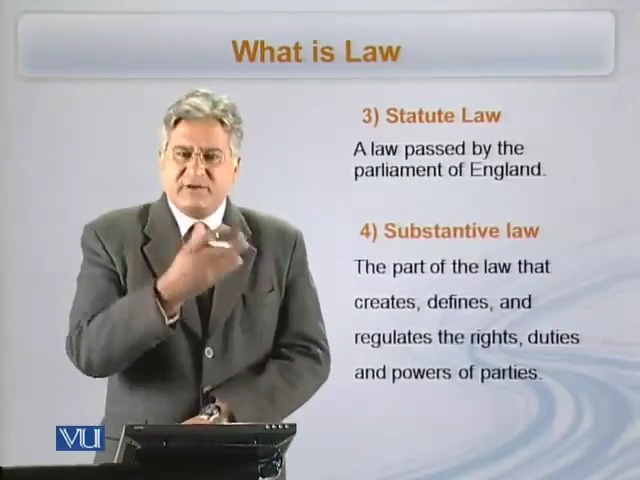 What is Law
3) Statute Law
A law passed by the
parliament of England.
4) Substantive law
The part of the law that
creates, defines, and
regulates the rights, duties
and powers of parties.
VU